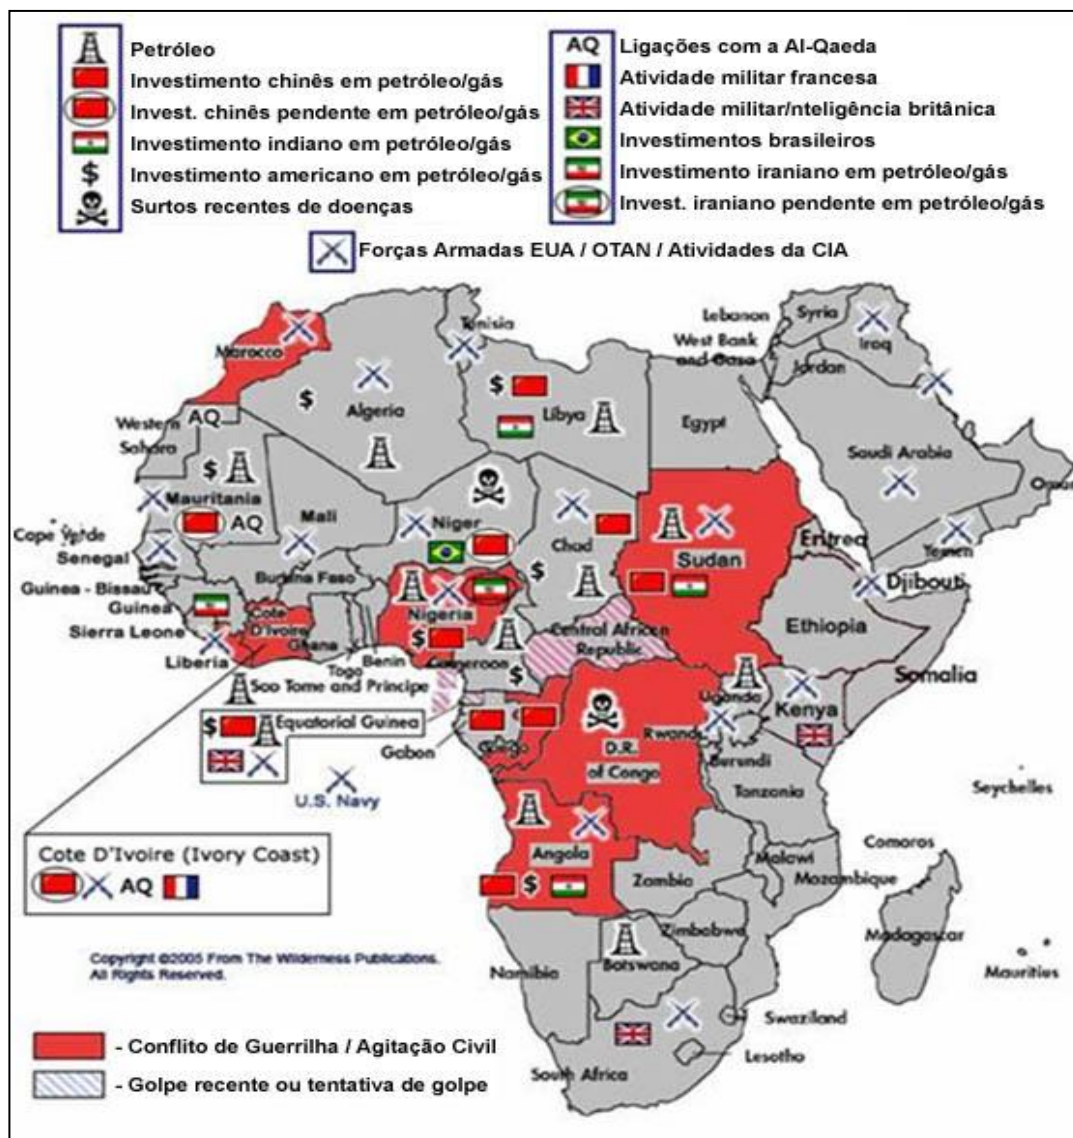 Petróleo
Investimento chinês em petróleo/gás
Invest. chinês pendente em petróleo/gás
Investimento indiano em petróleo/gás
$ Investimento americano em petróleo/gás
Surtos recentes de doenças
AQ Ligações com a Al-Qaeda
Atividade militar francesa
Atividade militar/nteligência britânica
Investimentos brasileiros
Investimento iraniano em petróleo/gás
Invest. iraniano pendente em petróleo/gás
Forças Armadas EUA / OTAN / Atividades da CIA
Tunisia
Lebanon
Syria
Iraq
West Bank
and Gaza
Jordan
Morocco
$
Algeria
$
Libya
Egypt
Saudi Arabia
Oman
Western
Sahara
AQ
$
Mauritania
AQ
Mali
Niger
Chad
$
Sudan
Eritrea
Yemen
Djibouti
Cape Verde
Senegal
Guinea - Bissau
Guinea
Sierra Leone
Liberia
Burkina Faso
Cote
D'Ivoire
Ghana
Togo
Benin
Nigeria
$
Cameroon
$
Central African
Republic
Ethiopia
Somalia
Soo Tome and Principe
$
Equatorial Guinea
Gabon
Congo
D.R.
of Congo
Uganda
Rwanda
Burundi
Kenya
Tanzania
Seychelles
U.S. Navy
Cote D'Ivoire (Ivory Coast)
AQ
Angola
$
Zambia
Malawi
Mozambique
Comoros
Madagascar
Mauritius
Zimbabwe
Botswana
Namibia
Swaziland
Lesotho
South Africa
Copyright ©2005 From The Wilderness Publications.
All Rights Reserved.
- Conflito de Guerrilha / Agitação Civil
- Golpe recente ou tentativa de golpe